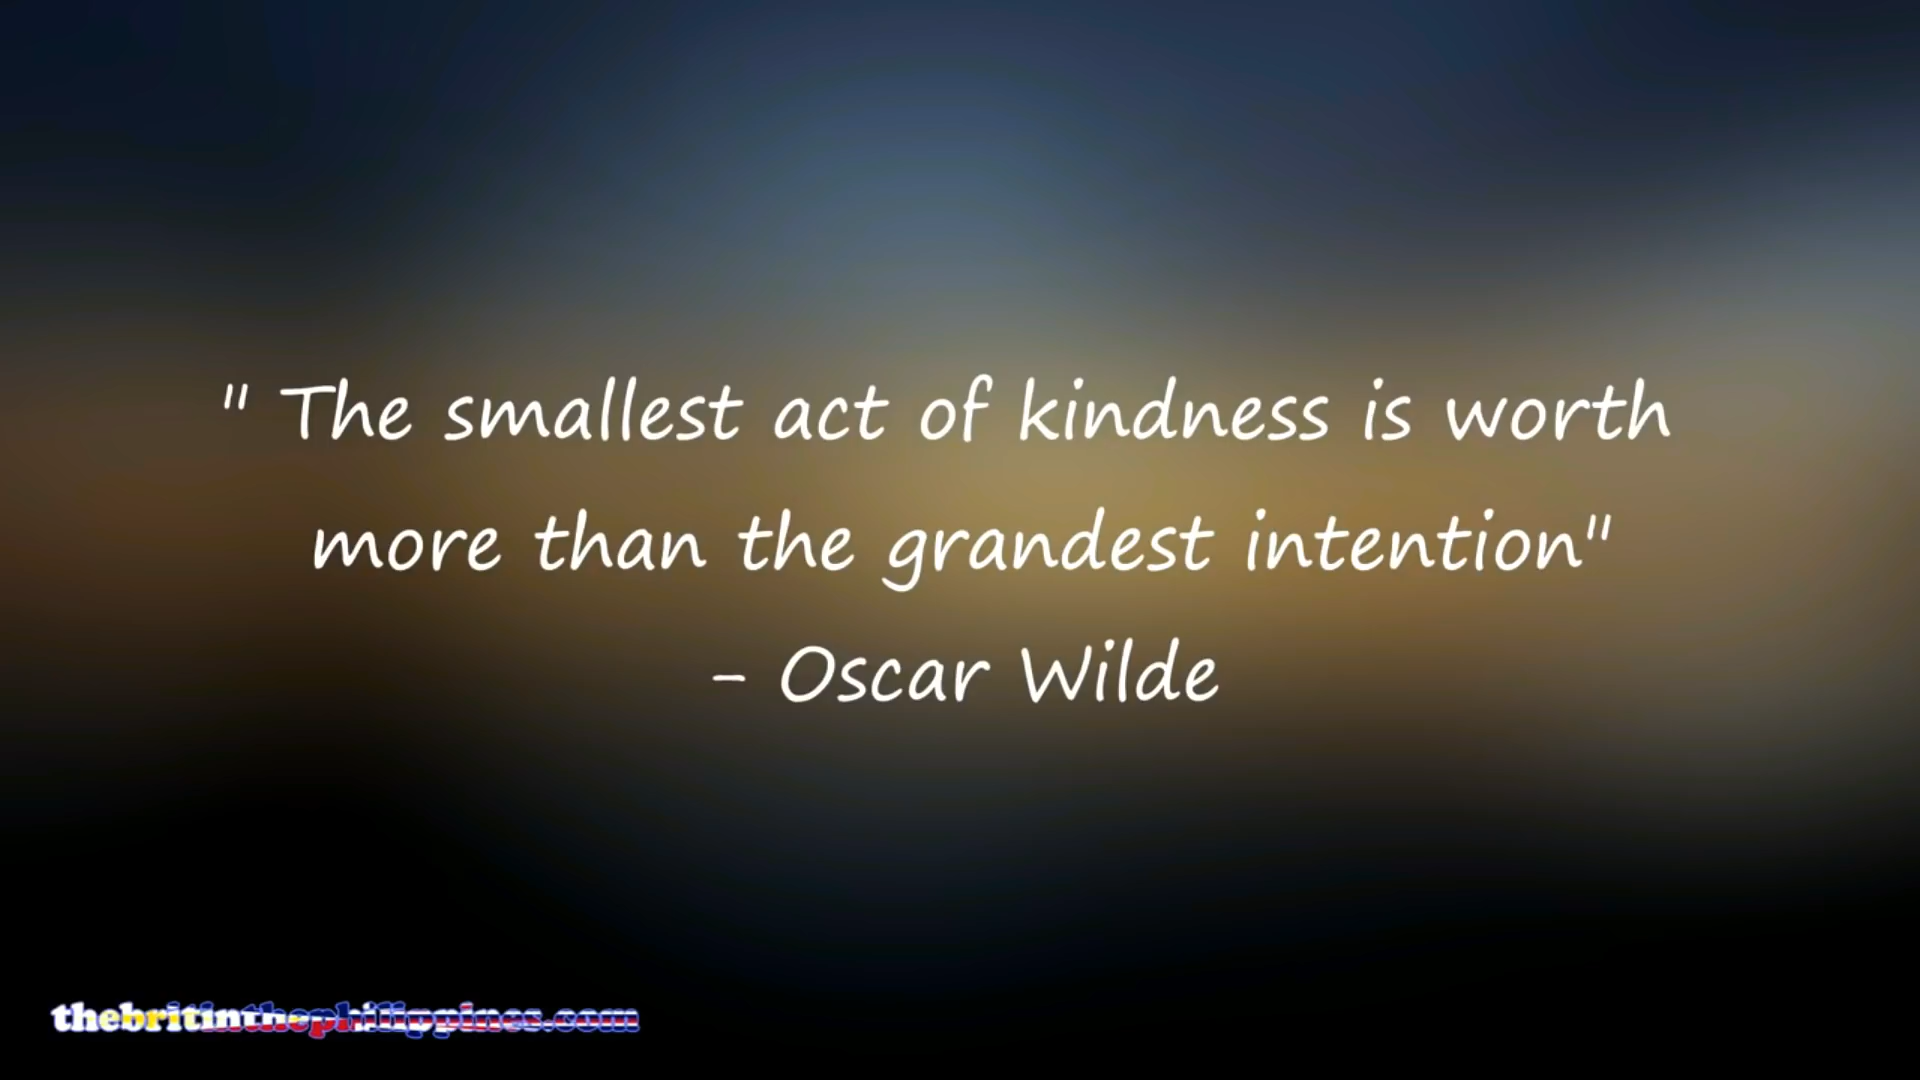 " The smallest act of kindness is worth
more than the grandest intention"
- Oscar Wilde
thebritinthephilippines.com